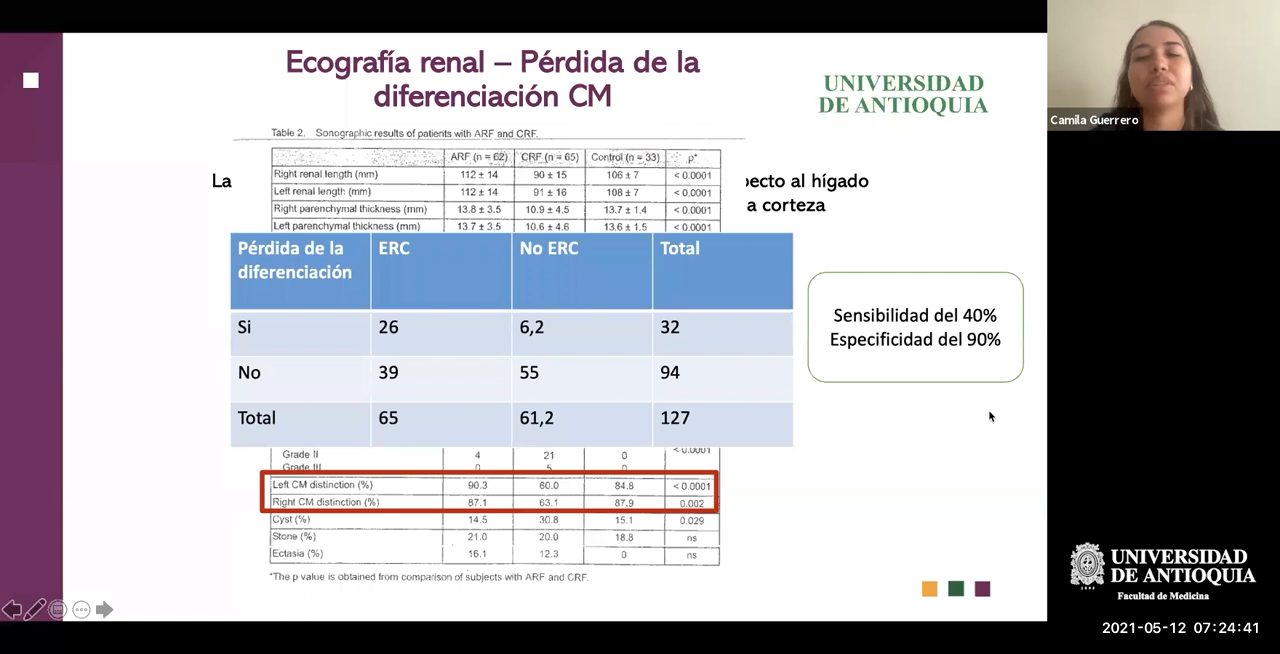 Ecografía renal – Pérdida de la
diferenciación CM
UNIVERSIDAD
DE ANTIOQUIA
Camila Guerrero
Table 2. Sonographic results of patients with ARF and CRF.
ARF (n = 62) CRF (n = 65) Control (n = 33) p*
Right renal length (mm) 112 ± 14 90 ± 15 106 ± 7 < 0.0001
Left renal length (mm) 112 ± 14 91 ± 16 108 ± 7 < 0.0001
Right parenchymal thickness (mm) 13.8 ± 3.5 10.9 ± 4.5 13.7 ± 1.4 < 0.0001
Left parenchymal thickness (mm) 13.7 ± 3.5 10.6 ± 4.6 13.6 ± 1.5 < 0.0001
La
pecto al hígado
a corteza
Pérdida de la diferenciación ERC No ERC Total
Si 26 6,2 32
No 39 55 94
Total 65 61,2 127
Sensibilidad del 40%
Especificidad del 90%
Grade II 4 21 0 < 0.0001
Grade III 0 5 0
Left CM distinction (%) 90.3 60.0 84.8 < 0.0001
Right CM distinction (%) 87.1 63.1 87.9 0.002
Cyst (%) 14.5 30.8 15.1 0.029
Stone (%) 21.0 20.0 18.8 ns
Ectasia (%) 16.1 12.3 0 ns
*The p value is obtained from comparison of subjects with ARF and CRF.
UNIVERSIDAD
DE ANTIOQUIA
Facultad de Medicina
2021-05-12 07:24:41